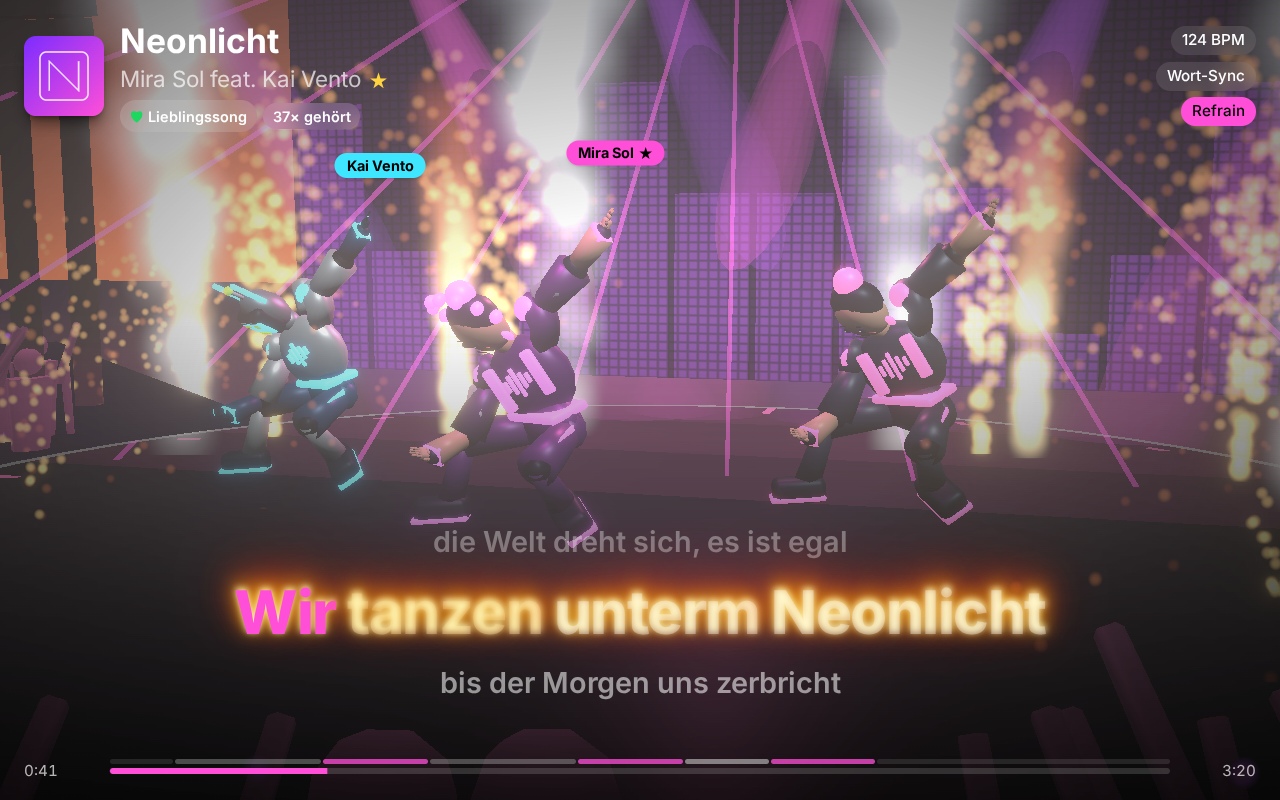 Neonlicht
Mira Sol feat. Kai Vento ★
Lieblingssong
37× gehört
124 BPM
Wort-Sync
Refrain
Kai Vento
Mira Sol ★
die Welt dreht sich, es ist egal
Wir tanzen unterm Neonlicht
bis der Morgen uns zerbricht
0:41
3:20